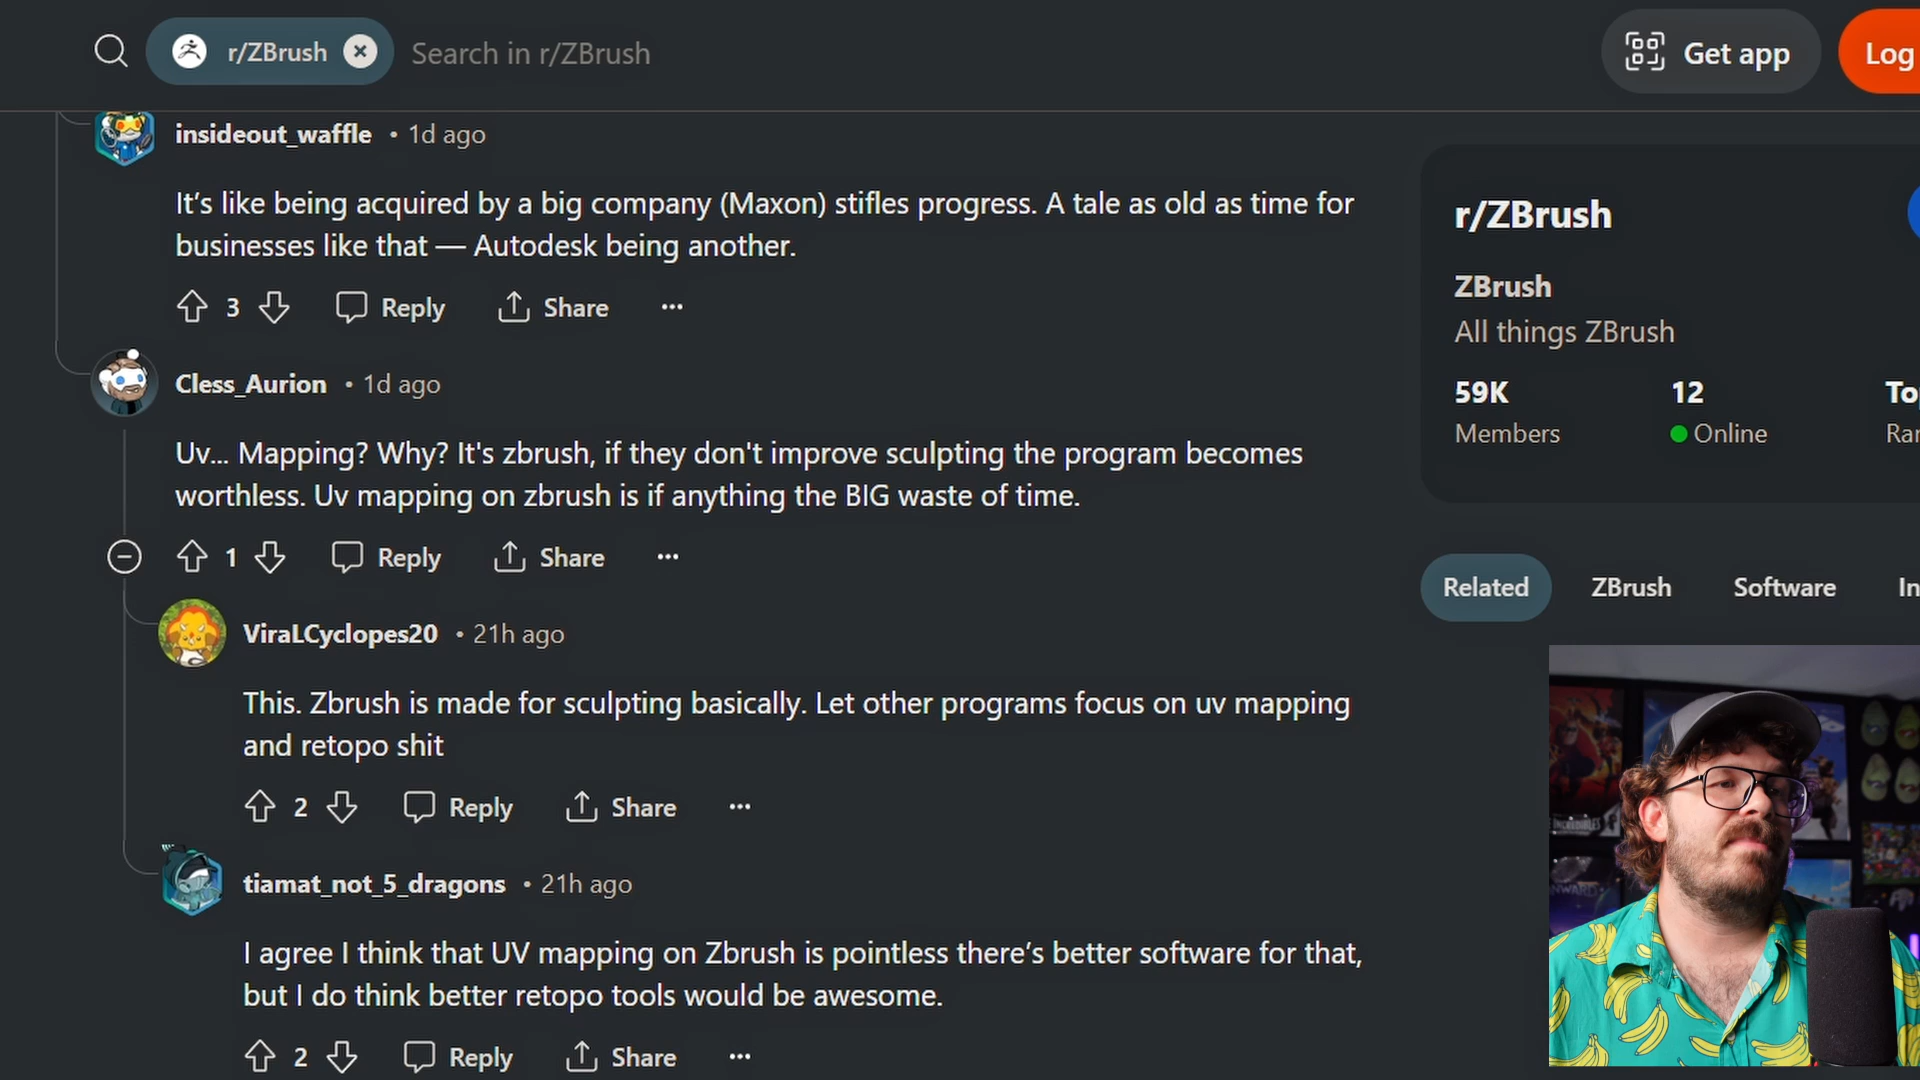 r/ZBrush
Search in r/ZBrush
Get app
Log
insideout_waffle • 1d ago
It’s like being acquired by a big company (Maxon) stifles progress. A tale as old as time for
businesses like that — Autodesk being another.
3
Reply
Share
Cless_Aurion • 1d ago
Uv... Mapping? Why? It's zbrush, if they don't improve sculpting the program becomes
worthless. Uv mapping on zbrush is if anything the BIG waste of time.
1
Reply
Share
ViraLCyclopes20 • 21h ago
This. Zbrush is made for sculpting basically. Let other programs focus on uv mapping
and retopo shit
2
Reply
Share
tiamat_not_5_dragons • 21h ago
I agree I think that UV mapping on Zbrush is pointless there’s better software for that,
but I do think better retopo tools would be awesome.
2
Reply
Share
r/ZBrush
ZBrush
All things ZBrush
59K
Members
12
Online
To
Ra
Related
ZBrush
Software
In